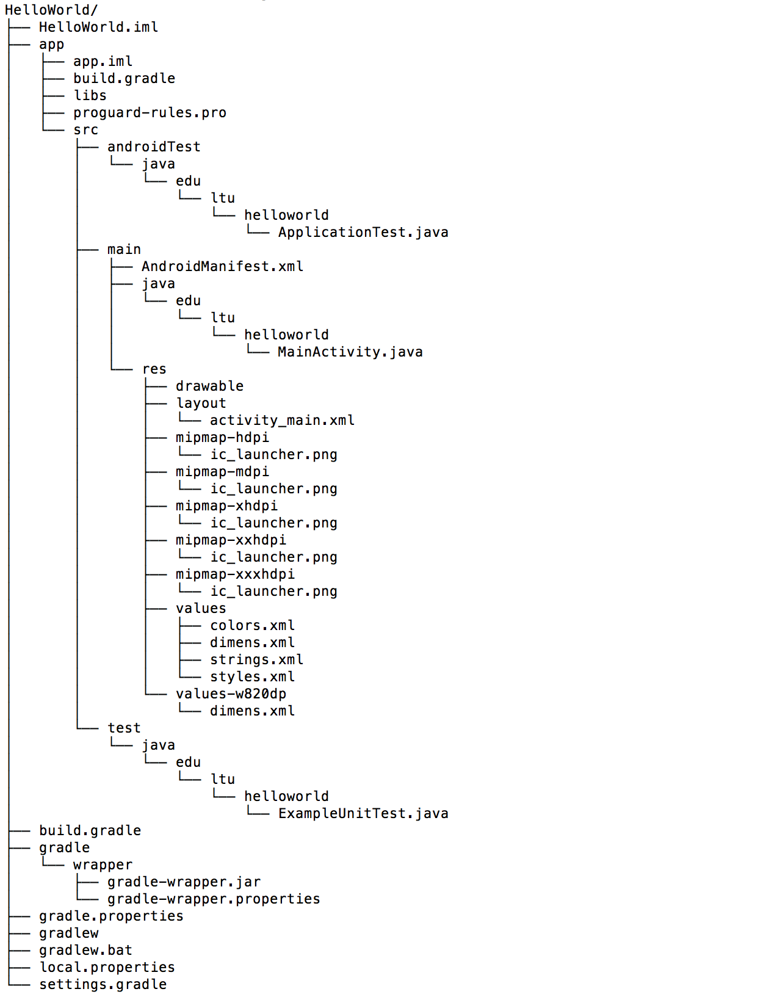 HelloWorld/
├── HelloWorld.iml
├── app
│   ├── app.iml
│   ├── build.gradle
│   ├── libs
│   ├── proguard-rules.pro
│   └── src
│       ├── androidTest
│       │   └── java
│       │       └── edu
│       │           └── ltu
│       │               └── helloworld
│       │                   └── ApplicationTest.java
│       ├── main
│       │   ├── AndroidManifest.xml
│       │   ├── java
│       │   │   └── edu
│       │   │       └── ltu
│       │   │           └── helloworld
│       │   │               └── MainActivity.java
│       │   └── res
│       │       ├── drawable
│       │       ├── layout
│       │       │   └── activity_main.xml
│       │       ├── mipmap-hdpi
│       │       │   └── ic_launcher.png
│       │       ├── mipmap-mdpi
│       │       │   └── ic_launcher.png
│       │       ├── mipmap-xhdpi
│       │       │   └── ic_launcher.png
│       │       ├── mipmap-xxhdpi
│       │       │   └── ic_launcher.png
│       │       ├── mipmap-xxxhdpi
│       │       │   └── ic_launcher.png
│       │       ├── values
│       │       │   ├── colors.xml
│       │       │   ├── dimens.xml
│       │       │   ├── strings.xml
│       │       │   └── styles.xml
│       │       └── values-w820dp
│       │           └── dimens.xml
│       └── test
│           └── java
│               └── edu
│                   └── ltu
│                       └── helloworld
│                           └── ExampleUnitTest.java
├── build.gradle
├── gradle
│   └── wrapper
│       ├── gradle-wrapper.jar
│       └── gradle-wrapper.properties
├── gradle.properties
├── gradlew
├── gradlew.bat
├── local.properties
└── settings.gradle